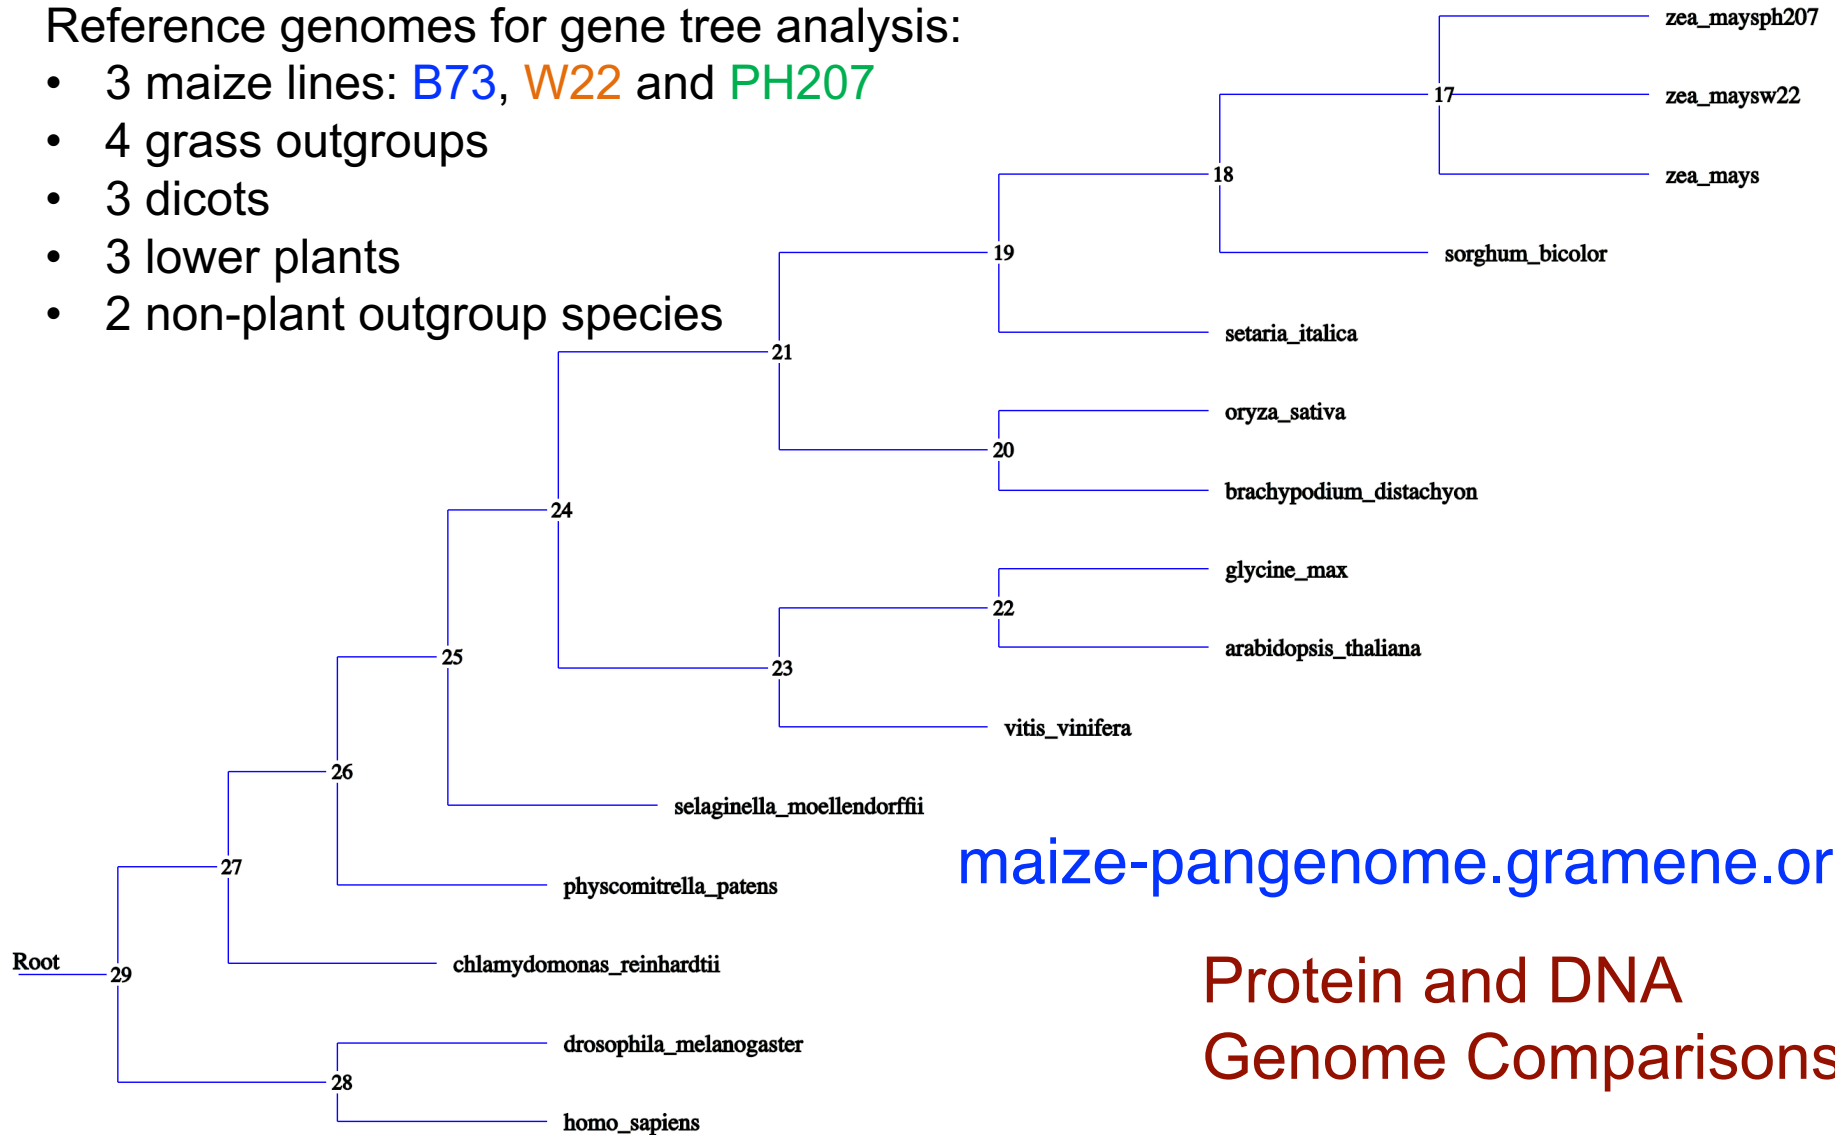 Reference genomes for gene tree analysis:
• 3 maize lines: B73, W22 and PH207
• 4 grass outgroups
• 3 dicots
• 3 lower plants
• 2 non-plant outgroup species
zea_maysph207
17
zea_maysw22
zea_mays
18
sorghum_bicolor
19
setaria_italica
21
oryza_sativa
20
brachypodium_distachyon
24
glycine_max
22
arabidopsis_thaliana
25
23
vitis_vinifera
26
selaginella_moellendorffii
27
physcomitrella_patens
maize-pangenome.gramene.or
Root
29
chlamydomonas_reinhardtii
Protein and DNA
Genome Comparisons
drosophila_melanogaster
28
homo_sapiens